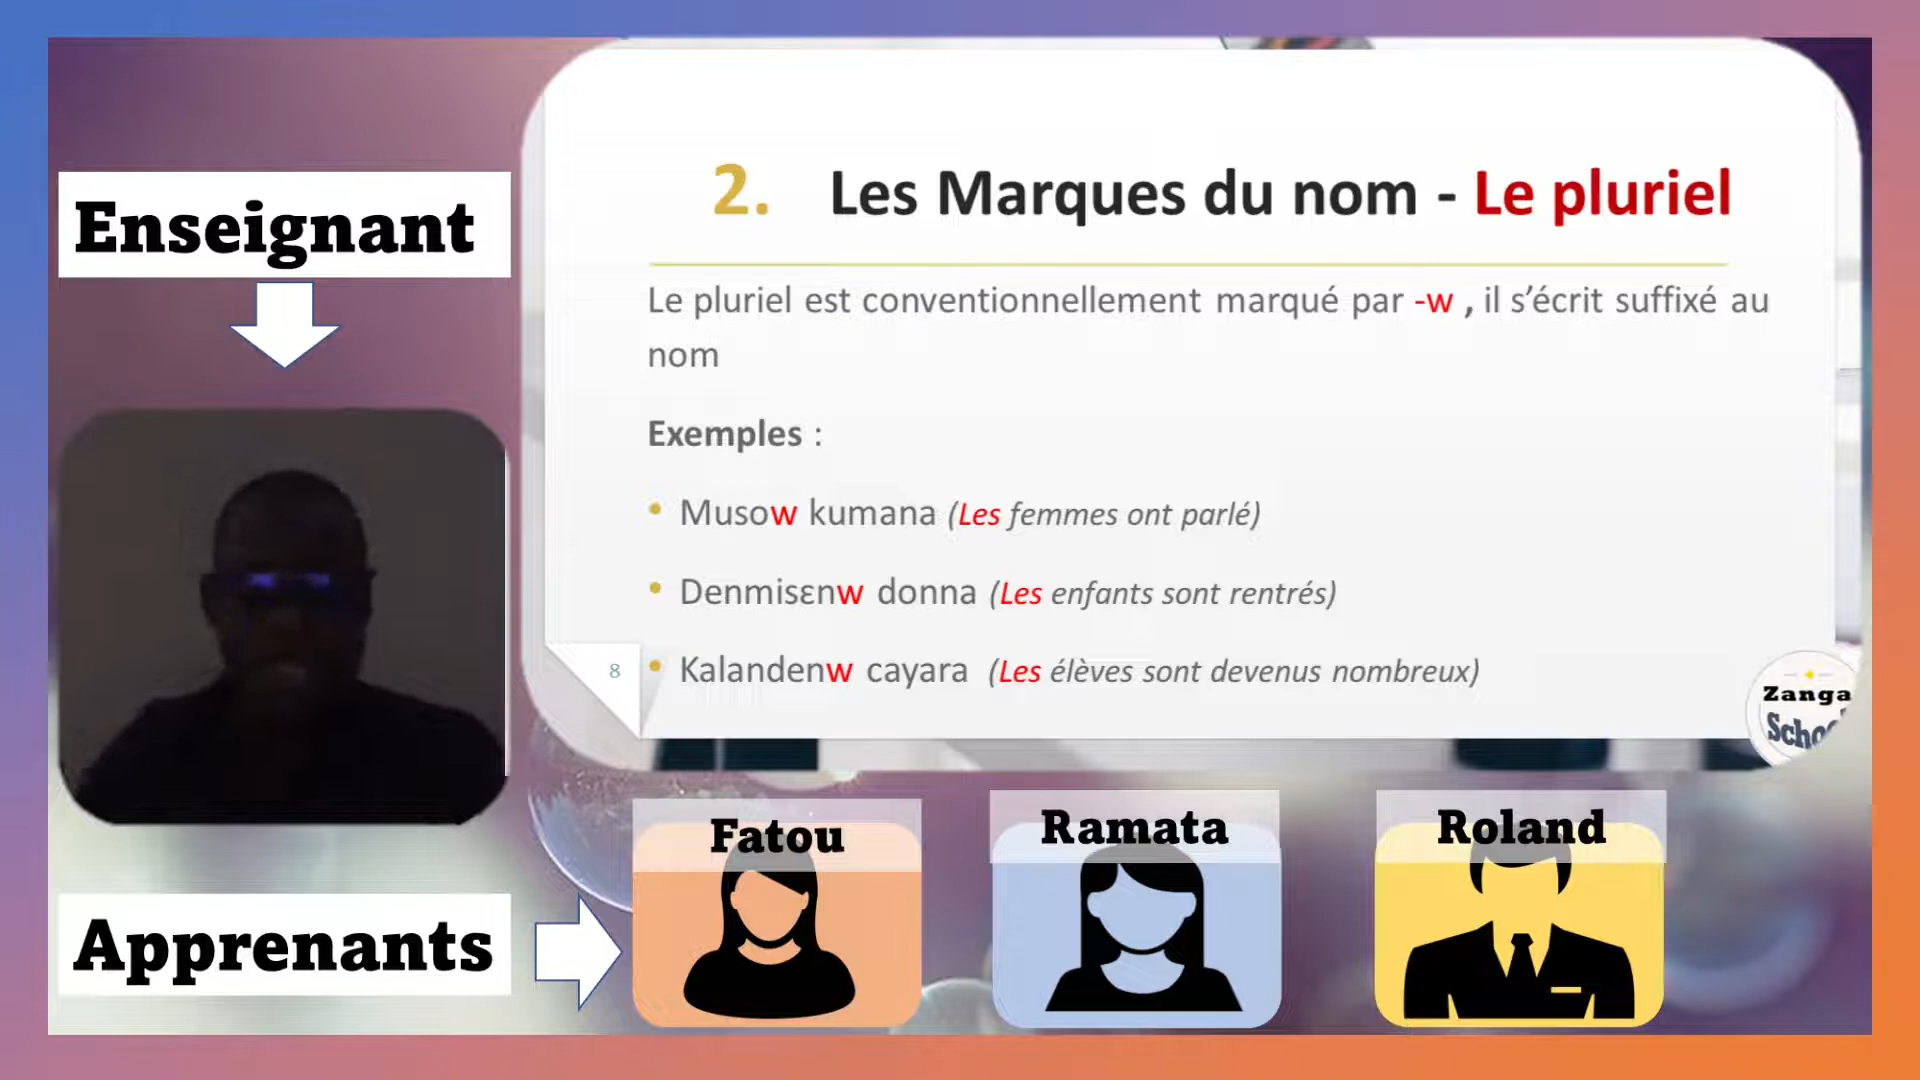 Enseignant
2. Les Marques du nom - Le pluriel
Le pluriel est conventionnellement marqué par -w , il s’écrit suffixé au
nom
Exemples :
• Musow kumana (Les femmes ont parlé)
• Denmisɛnw donna (Les enfants sont rentrés)
• Kalandenw cayara (Les élèves sont devenus nombreux)
8
Zanga
Fatou
Ramata
Roland
Apprenants